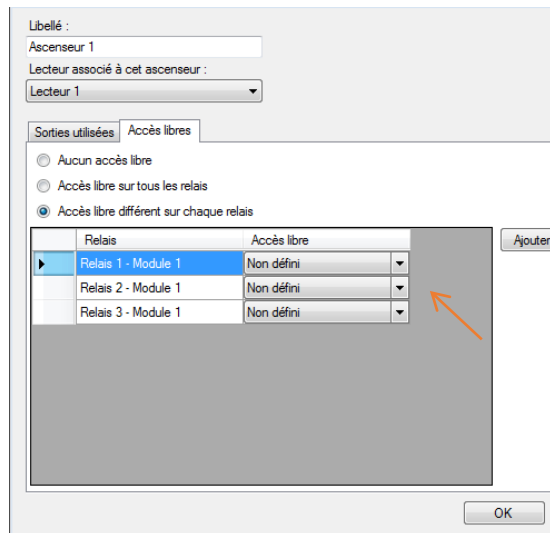 Libellé :
Ascenseur 1
Lecteur associé à cet ascenseur :
Lecteur 1
Sorties utilisées Accès libres
Aucun accès libre
Accès libre sur tous les relais
Accès libre différent sur chaque relais
Relais Accès libre
Ajouter
Relais 1 - Module 1 Non défini
Relais 2 - Module 1 Non défini
Relais 3 - Module 1 Non défini
OK